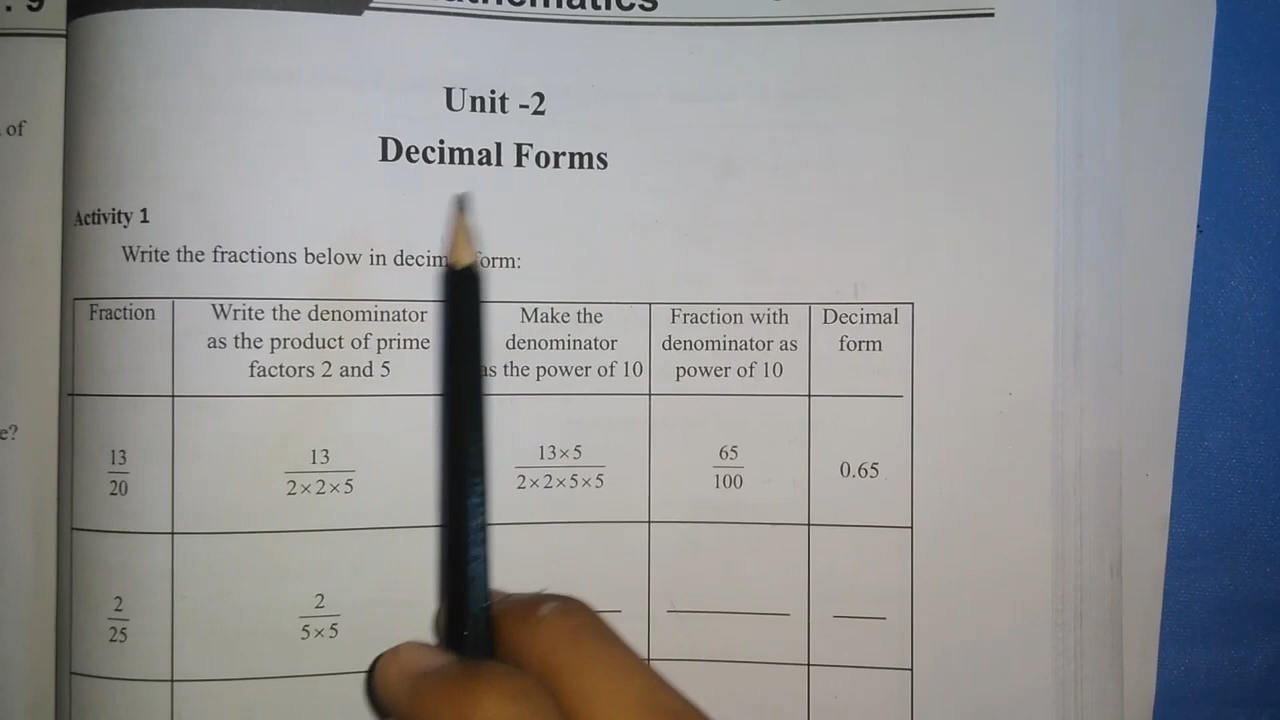 of
e?
Unit -2
Decimal Forms
Activity 1
Write the fractions below in form:
Fraction
Write the denominator
as the product of prime
factors 2 and 5
Make the
denominator
as the power of 10
Fraction with
denominator as
power of 10
Decimal
form
13
20
13
2×2×5
13×5
2×2×5×5
65
100
0.65
2
25
2
5×5